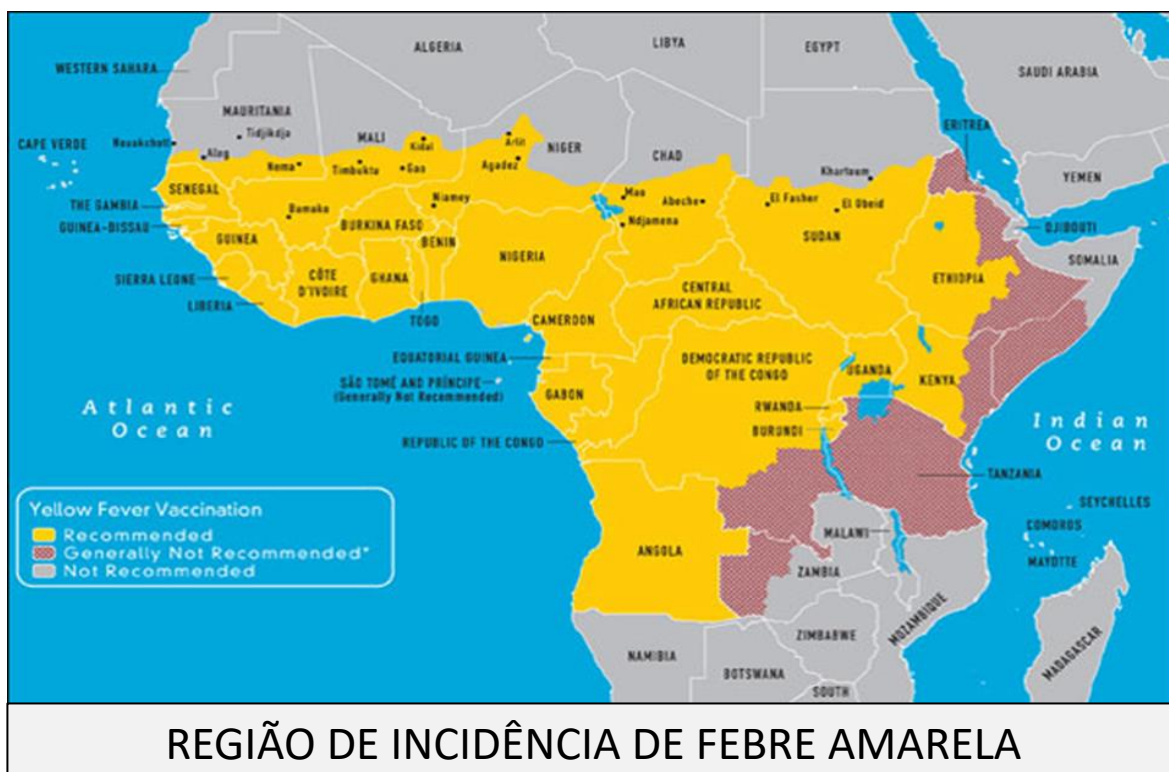 ALGERIA
LIBYA
EGYPT
SAUDI ARABIA
WESTERN SAHARA
MAURITANIA
Tidjikdja
MALI
Kidal
Arlit
NIGER
CHAD
Khartoum
ERITREA
YEMEN
CAPE VERDE
Nouakchott
Aleg
Nema
Timbuktu
Gao
Agadez
SENEGAL
THE GAMBIA
GUINEA-BISSAU
Bamako
BURKINA FASO
Niamey
BENIN
Mao
Abeche
Ndjamena
El Fasher
El Obeid
DJIBOUTI
SOMALIA
GUINEA
SIERRA LEONE
LIBERIA
CÔTE
D'IVOIRE
GHANA
TOGO
NIGERIA
SUDAN
ETHIOPIA
CENTRAL
AFRICAN REPUBLIC
CAMEROON
EQUATORIAL GUINEA
SÃO TOMÉ AND PRÍNCIPE
(Generally Not Recommended)
GABON
DEMOCRATIC REPUBLIC
OF THE CONGO
UGANDA
KENYA
RWANDA
BURUNDI
REPUBLIC OF THE CONGO
Atlantic
Ocean
Indian
Ocean
TANZANIA
SEYCHELLES
COMOROS
MAYOTTE
Yellow Fever Vaccination
Recommended
Generally Not Recommended*
Not Recommended
ANGOLA
MALAWI
ZAMBIA
MOZAMBIQUE
ZIMBABWE
NAMIBIA
BOTSWANA
SOUTH
MADAGASCAR
REGIÃO DE INCIDÊNCIA DE FEBRE AMARELA